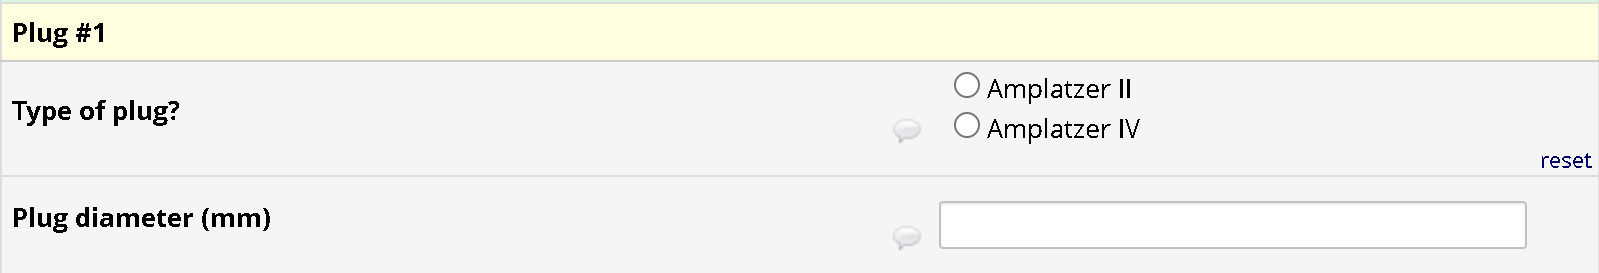 Plug #1
Type of plug?
Amplatzer II
Amplatzer IV
reset
Plug diameter (mm)